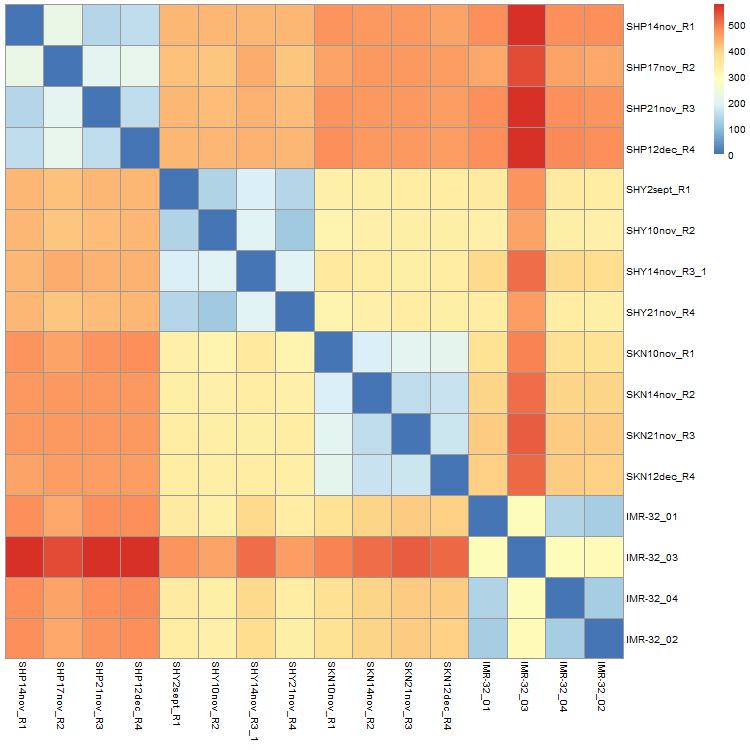 SHP14nov_R1
SHP17nov_R2
SHP21nov_R3
SHP12dec_R4
SHY2sept_R1
SHY10nov_R2
SHY14nov_R3_1
SHY21nov_R4
SKN10nov_R1
SKN14nov_R2
SKN21nov_R3
SKN12dec_R4
IMR-32_01
IMR-32_03
IMR-32_04
IMR-32_02
500
400
300
200
100
0
SHP14nov_R1
SHP17nov_R2
SHP21nov_R3
SHP12dec_R4
SHY2sept_R1
SHY10nov_R2
SHY14nov_R3_1
SHY21nov_R4
SKN10nov_R1
SKN14nov_R2
SKN21nov_R3
SKN12dec_R4
IMR-32_01
IMR-32_03
IMR-32_04
IMR-32_02